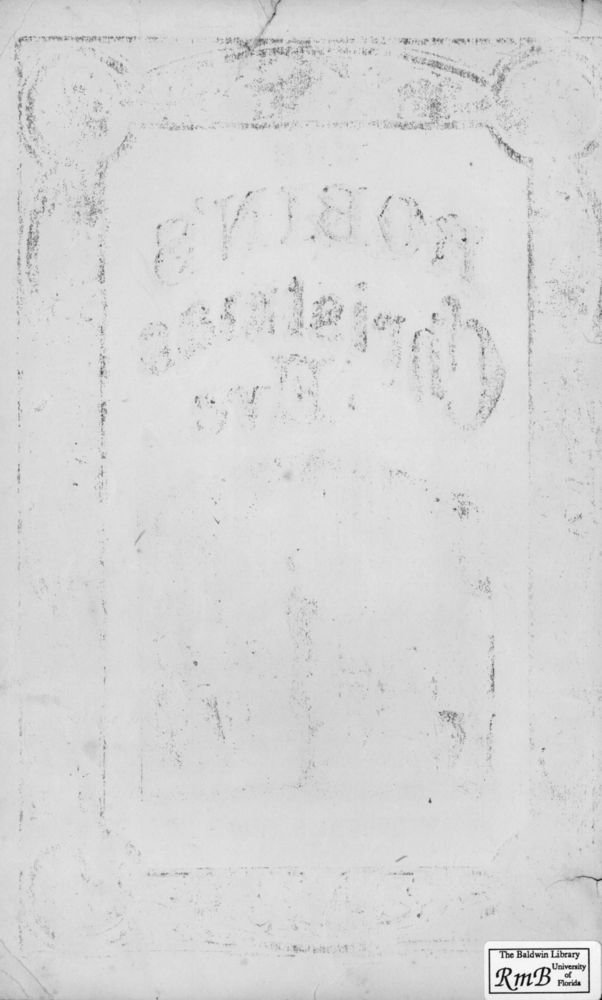 ROBIN'S
Christmas
Eve
The Baldwin Library
RmB University
of
Florida